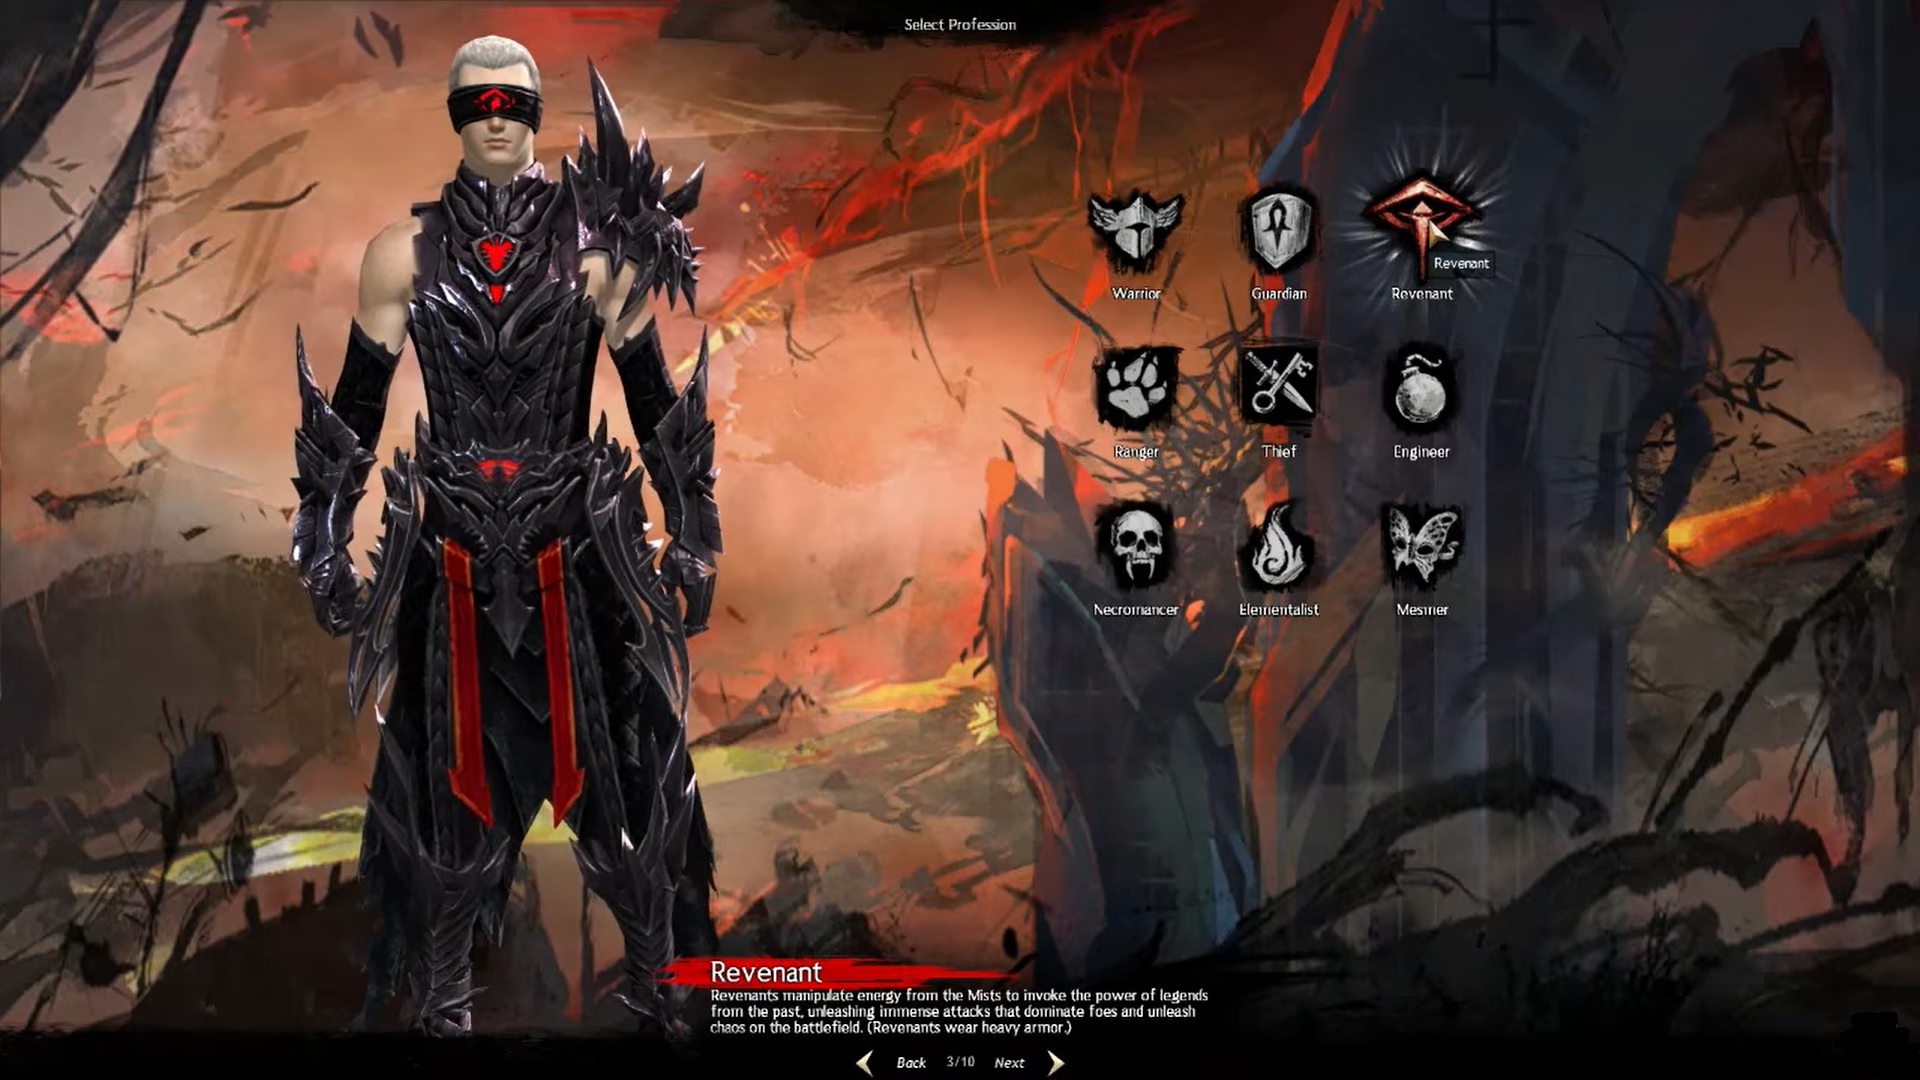 Select Profession
Warrior
Guardian
Revenant
Revenant
Ranger
Thief
Engineer
Necromancer
Elementalist
Mesmer
Revenant
Revenants manipulate energy from the Mists to invoke the power of legends
from the past, unleashing immense attacks that dominate foes and unleash
chaos on the battlefield. (Revenants wear heavy armor.)
Back 3/10 Next